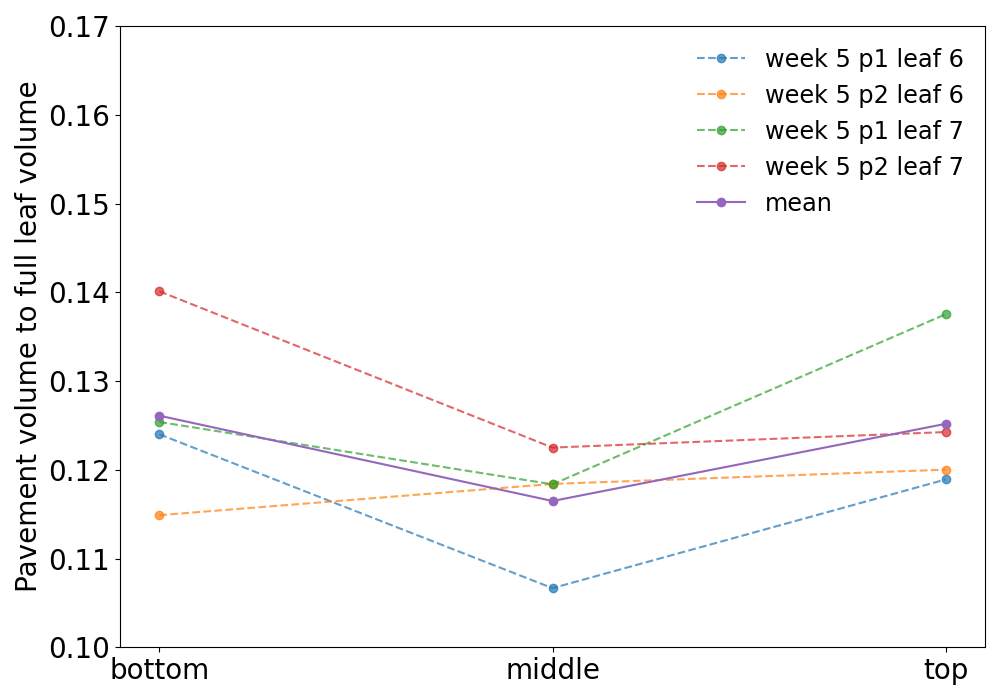 Pavement volume to full leaf volume
0.17
0.16
0.15
0.14
0.13
0.12
0.11
0.10
bottom
middle
top
week 5 p1 leaf 6
week 5 p2 leaf 6
week 5 p1 leaf 7
week 5 p2 leaf 7
mean